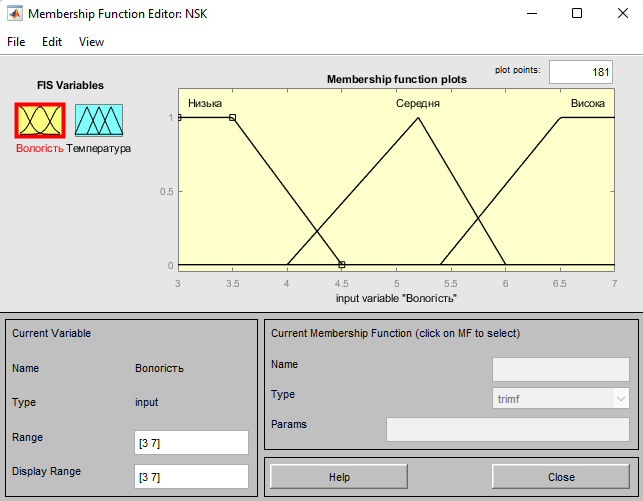 Membership Function Editor: NSK
File Edit View
FIS Variables
Вологість Температура
plot points: 181
Membership function plots
Низька Середня Висока
1
0.5
0
3 3.5 4 4.5 5 5.5 6 6.5 7
input variable "Вологість"
Current Variable
Name Вологість
Type input
Range [3 7]
Display Range [3 7]
Current Membership Function (click on MF to select)
Name
Type trimf
Params
Help Close